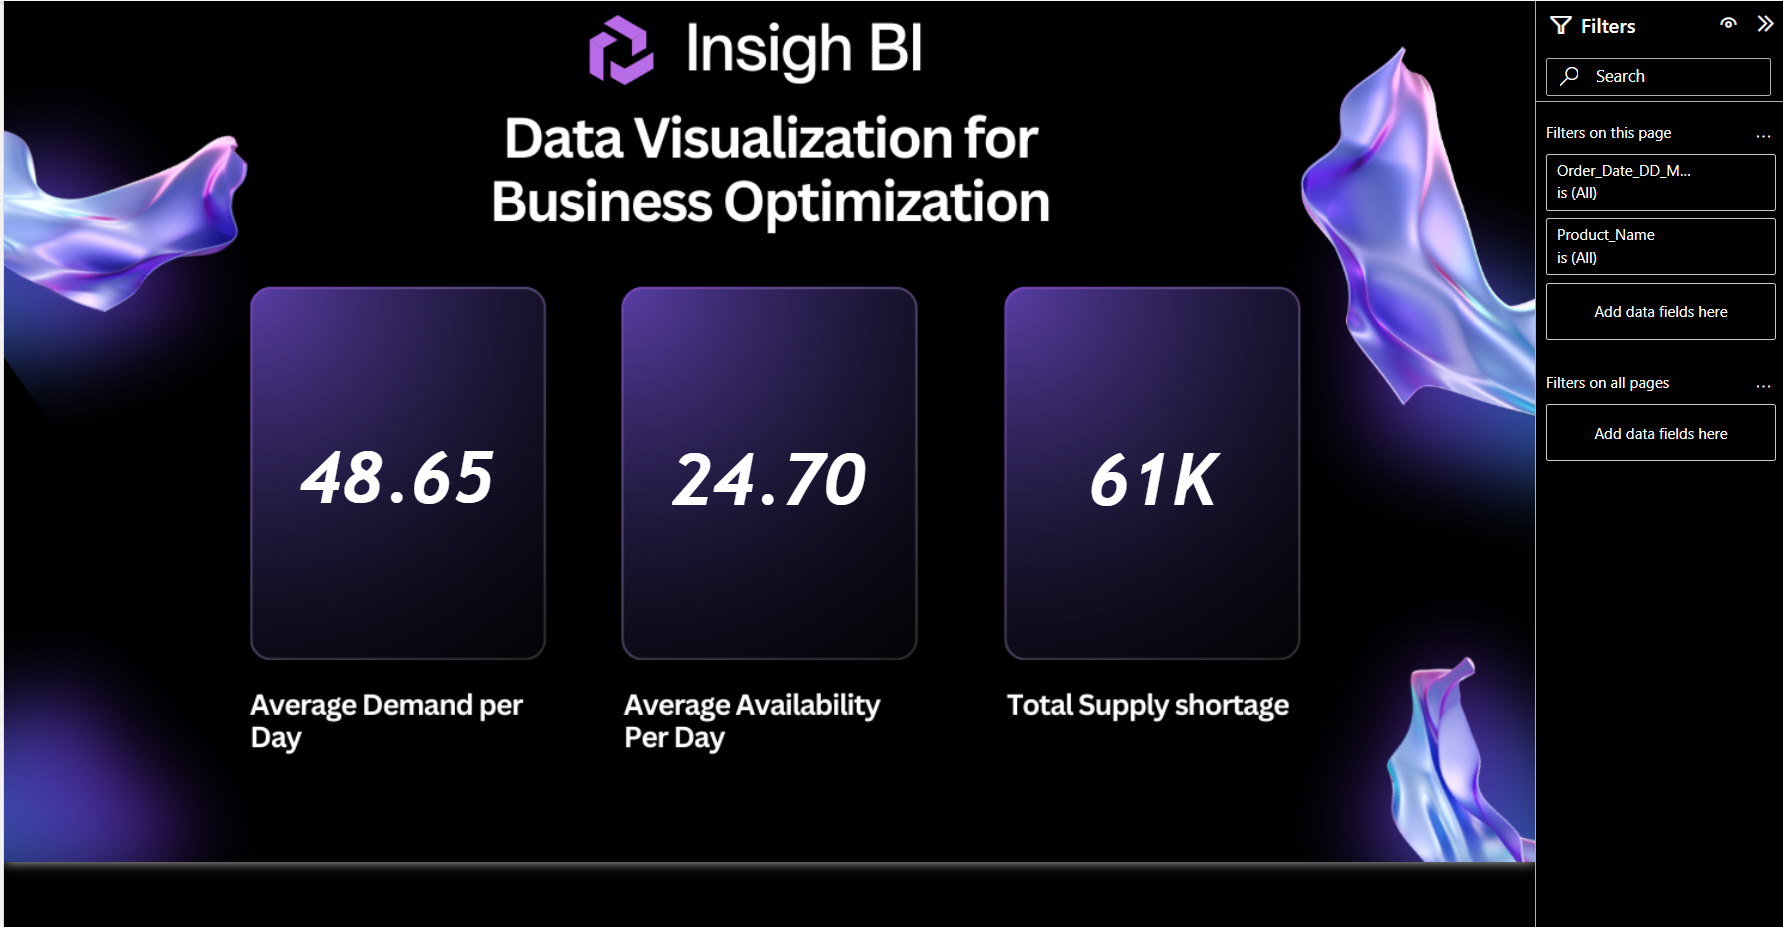 Insigh BI
Data Visualization for
Business Optimization
48.65
24.70
61K
Average Demand per
Day
Average Availability
Per Day
Total Supply shortage
Filters
Search
Filters on this page
...
Order_Date_DD_M...
is (All)
Product_Name
is (All)
Add data fields here
Filters on all pages
...
Add data fields here